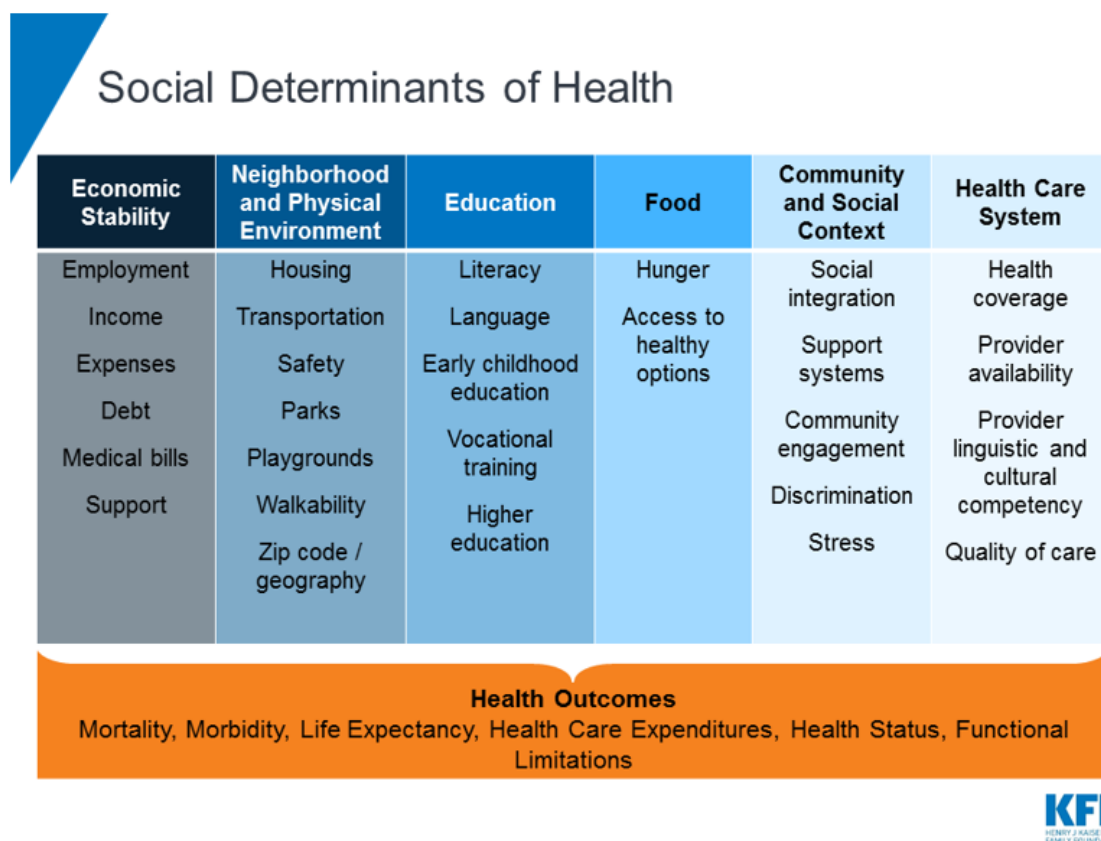 Social Determinants of Health
Economic
Stability
Neighborhood
and Physical
Environment
Education
Food
Community
and Social
Context
Health Care
System
Employment
Income
Expenses
Debt
Medical bills
Support
Housing
Transportation
Safety
Parks
Playgrounds
Walkability
Zip code /
geography
Literacy
Language
Early childhood
education
Vocational
training
Higher
education
Hunger
Access to
healthy
options
Social
integration
Support
systems
Community
engagement
Discrimination
Stress
Health
coverage
Provider
availability
Provider
linguistic and
cultural
competency
Quality of care
Health Outcomes
Mortality, Morbidity, Life Expectancy, Health Care Expenditures, Health Status, Functional
Limitations
HENRY J
FAMILY